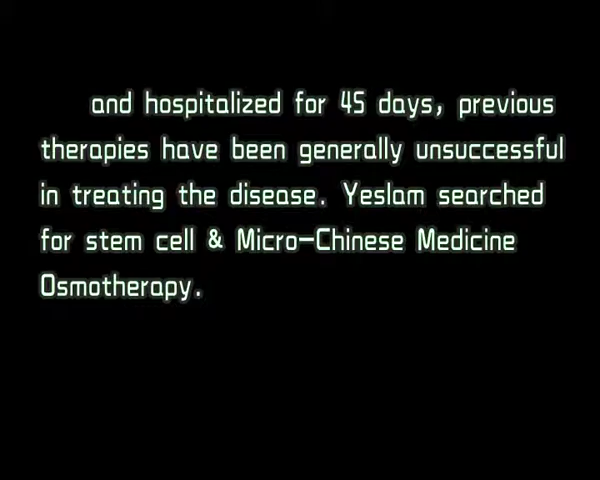 and hospitalized for 45 days, previous
therapies have been generally unsuccessful
in treating the disease. Yeslam searched
for stem cell & Micro-Chinese Medicine
Osmotherapy.